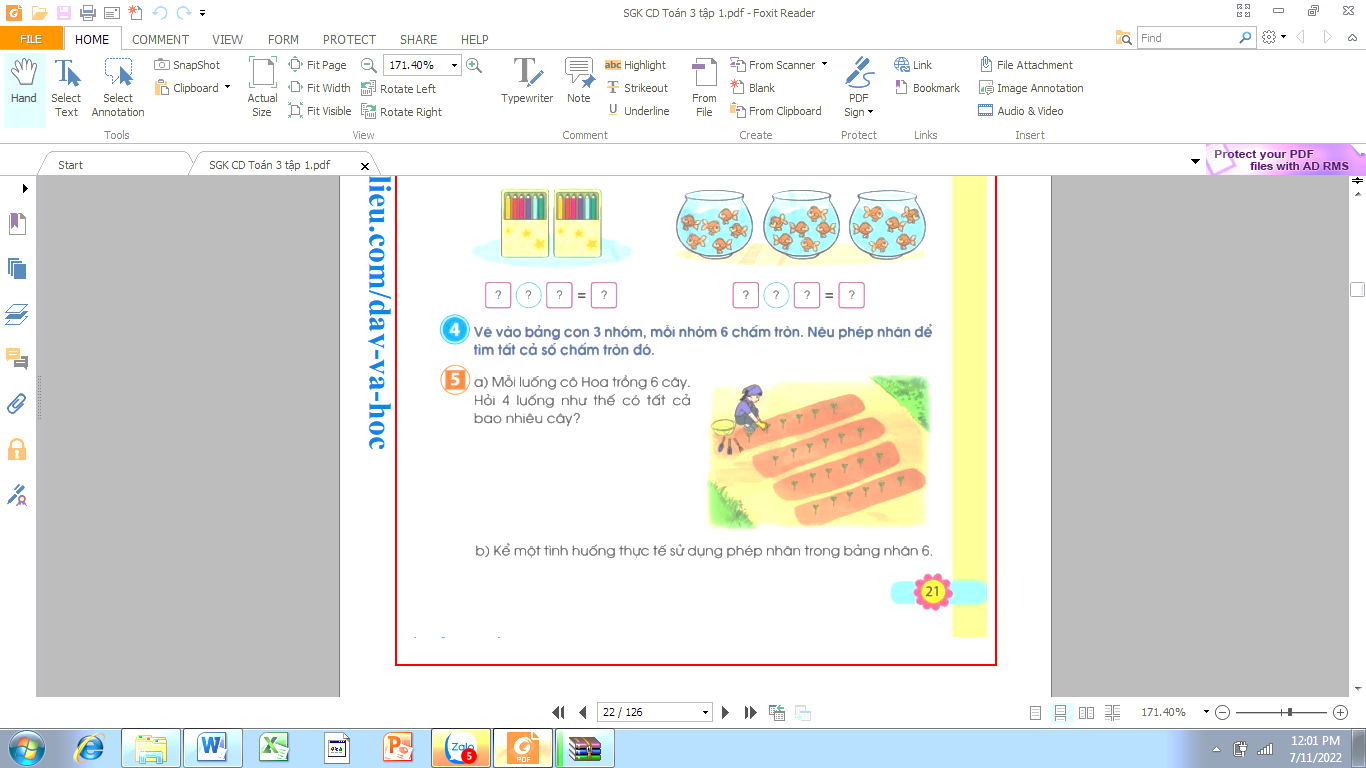 SGK CD Toán 3 tập 1.pdf - Foxit Reader
FILE HOME COMMENT VIEW FORM PROTECT SHARE HELP
Find
Hand
Select Text
Select Annotation
SnapShot
Clipboard
Tools
Actual Size
Fit Page
Fit Width
Fit Visible
171.40%
Rotate Left
Rotate Right
View
Typewriter
Note
Highlight
Strikeout
Underline
Comment
From File
From Scanner
Blank
From Clipboard
Create
PDF Sign
Protect
Link
Bookmark
Links
File Attachment
Image Annotation
Audio & Video
Insert
Start
SGK CD Toán 3 tập 1.pdf
Protect your PDF
files with AD RMS
lieu.com/day-va-hoc
? ? ? = ?
? ? ? = ?
4 Vẽ vào bảng con 3 nhóm, mỗi nhóm 6 chấm tròn. Nêu phép nhân để
tìm tất cả số chấm tròn đó.
5 a) Mỗi luống cô Hoa trồng 6 cây.
Hỏi 4 luống như thế có tất cả
bao nhiêu cây?
b) Kể một tình huống thực tế sử dụng phép nhân trong bảng nhân 6.
21
22 / 126
171.40%
Zalo
5
PDF
12:01 PM
7/11/2022